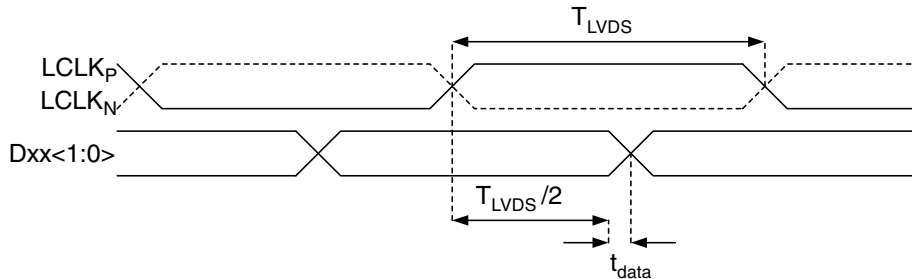 T_LVDS
LCLK_P
LCLK_N
Dxx<1:0>
T_LVDS/2
t_data